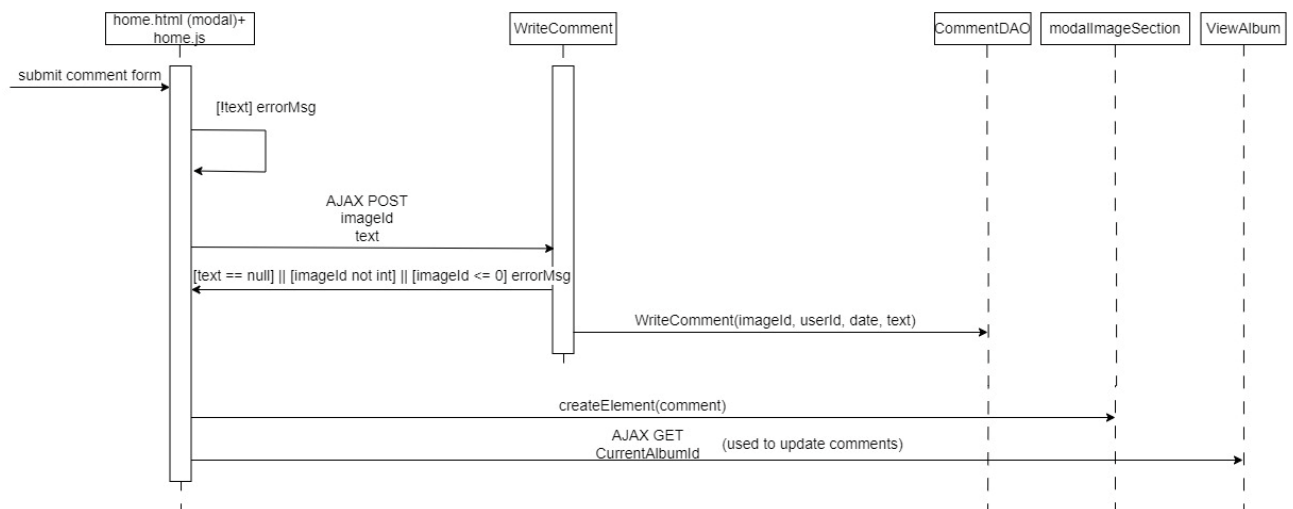 home.html (modal)+
home.js
WriteComment
CommentDAO
modalImageSection
ViewAlbum
submit comment form
[!text] errorMsg
AJAX POST
imageId
text
[text == null] || [imageId not int] || [imageId <= 0] errorMsg
WriteComment(imageId, userId, date, text)
createElement(comment)
AJAX GET
CurrentAlbumId
(used to update comments)